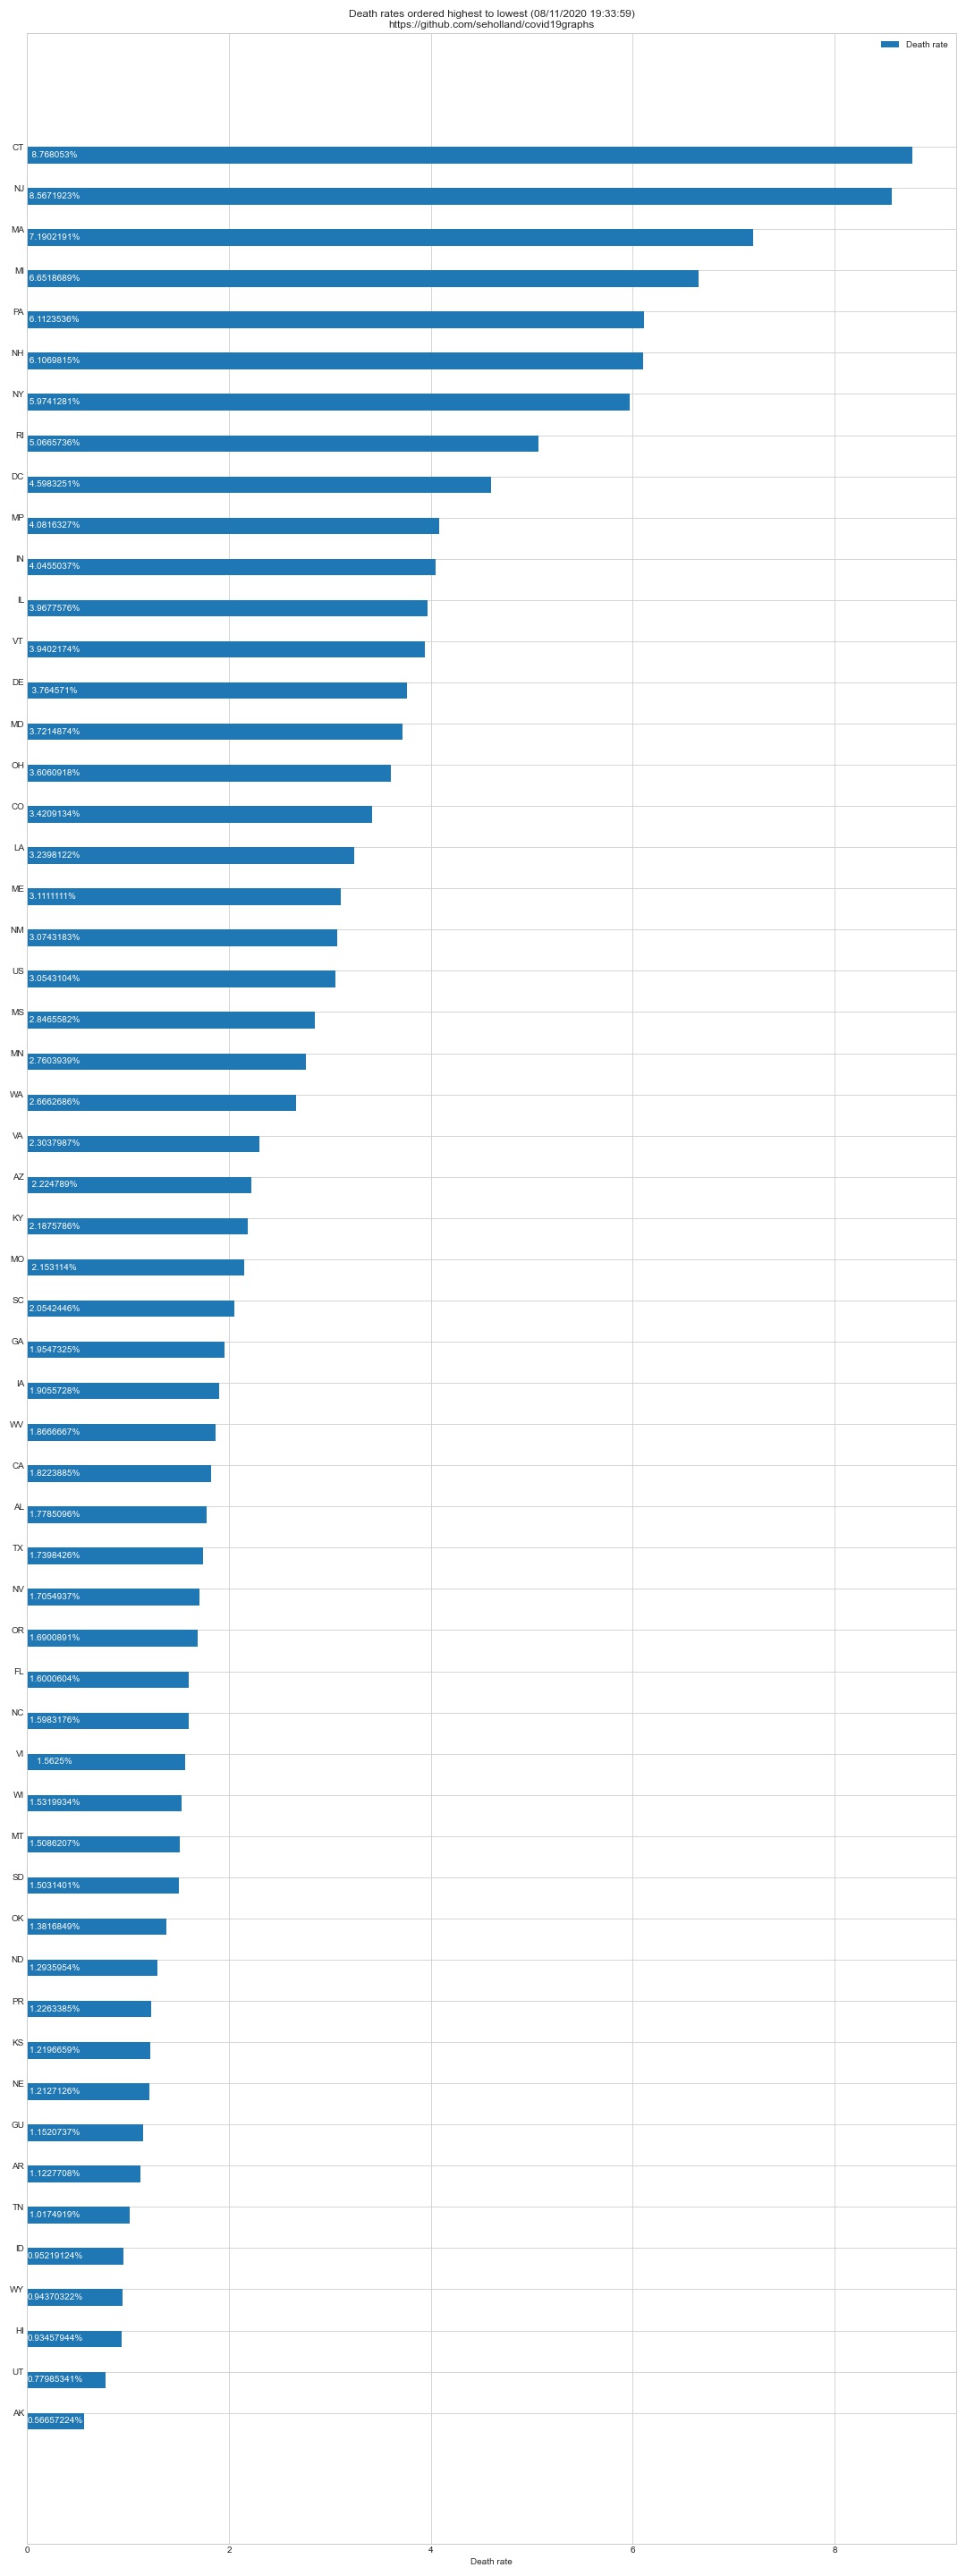 Death rates ordered highest to lowest (08/11/2020 19:33:59)
https://github.com/seholland/covid19graphs
Death rate
CT 8.768053%
NJ 8.5671923%
MA 7.1902191%
MI 6.6518689%
PA 6.1123536%
NH 6.1069815%
NY 5.9741281%
RI 5.0665736%
DC 4.5983251%
MP 4.0816327%
IN 4.0455037%
IL 3.9677576%
VT 3.9402174%
DE 3.764571%
MD 3.7214874%
OH 3.6060918%
CO 3.4209134%
LA 3.2398122%
ME 3.1111111%
NM 3.0743183%
US 3.0543104%
MS 2.8465582%
MN 2.7603939%
WA 2.6662686%
VA 2.3037987%
AZ 2.224789%
KY 2.1875786%
MO 2.153114%
SC 2.0542446%
GA 1.9547325%
IA 1.9055728%
WV 1.8666667%
CA 1.8223885%
AL 1.7785096%
TX 1.7398426%
NV 1.7054937%
OR 1.6900891%
FL 1.6000604%
NC 1.5983176%
VI 1.5625%
WI 1.5319934%
MT 1.5086207%
SD 1.5031401%
OK 1.3816849%
ND 1.2935954%
PR 1.2263385%
KS 1.2196659%
NE 1.2127126%
GU 1.1520737%
AR 1.1227708%
TN 1.0174919%
ID 0.95219124%
WY 0.94370322%
HI 0.93457944%
UT 0.77985341%
AK 0.56657224%
0 2 4 6 8
Death rate